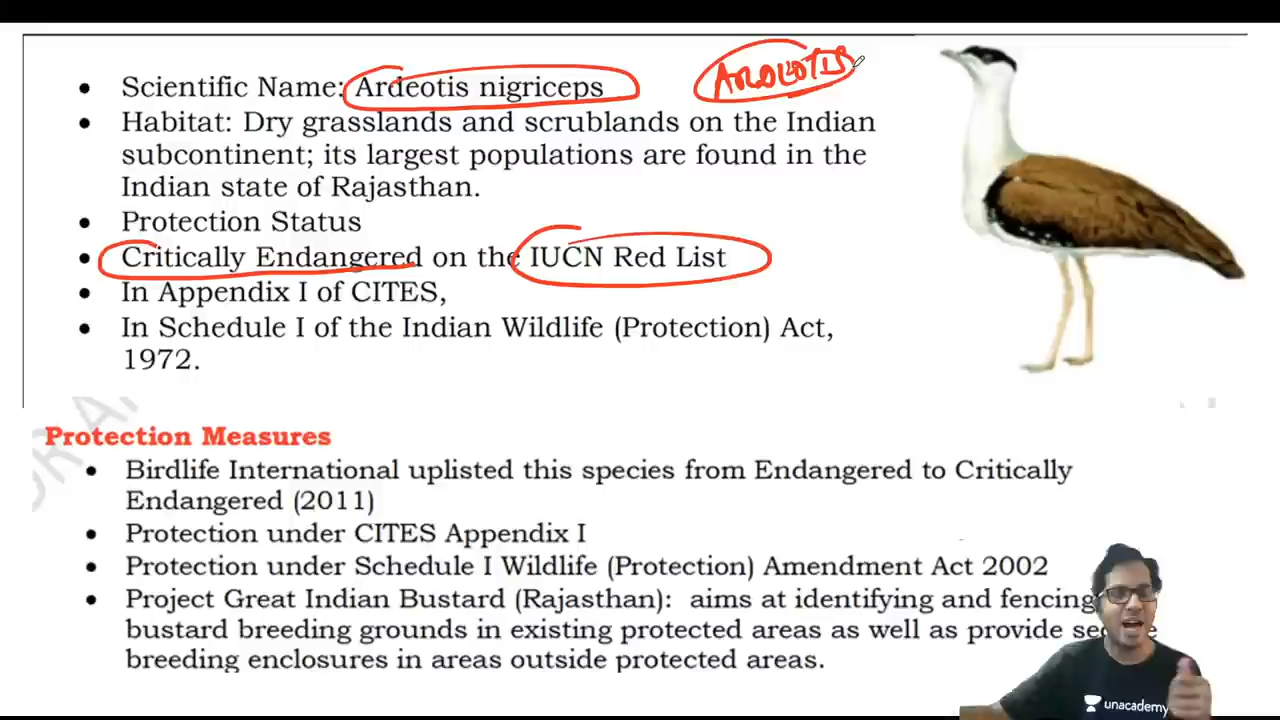 • Scientific Name: Ardeotis nigriceps
ARDEOTIS
• Habitat: Dry grasslands and scrublands on the Indian
subcontinent; its largest populations are found in the
Indian state of Rajasthan.
• Protection Status
• Critically Endangered on the IUCN Red List
• In Appendix I of CITES,
• In Schedule I of the Indian Wildlife (Protection) Act,
1972.
Protection Measures
• Birdlife International uplisted this species from Endangered to Critically
Endangered (2011)
• Protection under CITES Appendix I
• Protection under Schedule I Wildlife (Protection) Amendment Act 2002
• Project Great Indian Bustard (Rajasthan): aims at identifying and fencing
bustard breeding grounds in existing protected areas as well as provide
breeding enclosures in areas outside protected areas.
unacademy